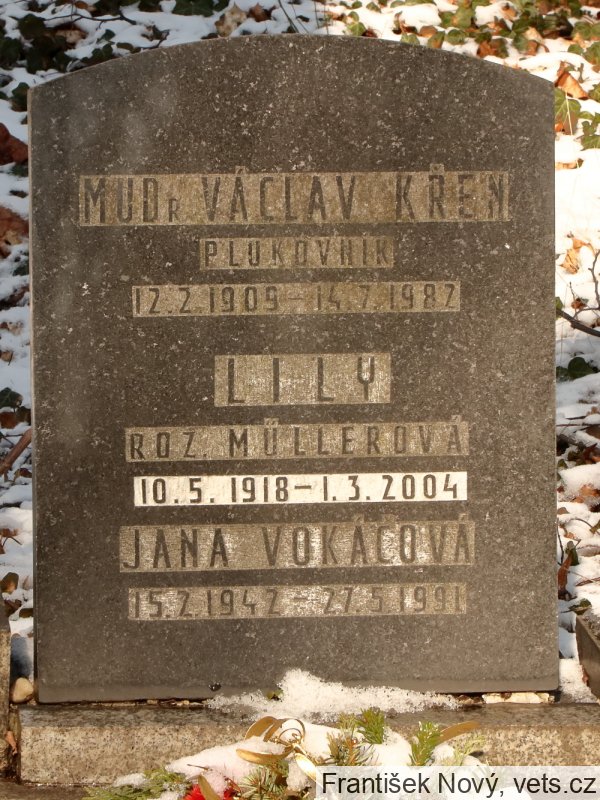 MUDr VÁCLAV KŘEN
PLUKOVNÍK
12.2.1909–14.7.1982
LILY
ROZ. MÜLLEROVÁ
10.5.1918–1.3.2004
JANA VOKÁČOVÁ
15.2.1942–27.5.1991
František Nový, vets.cz